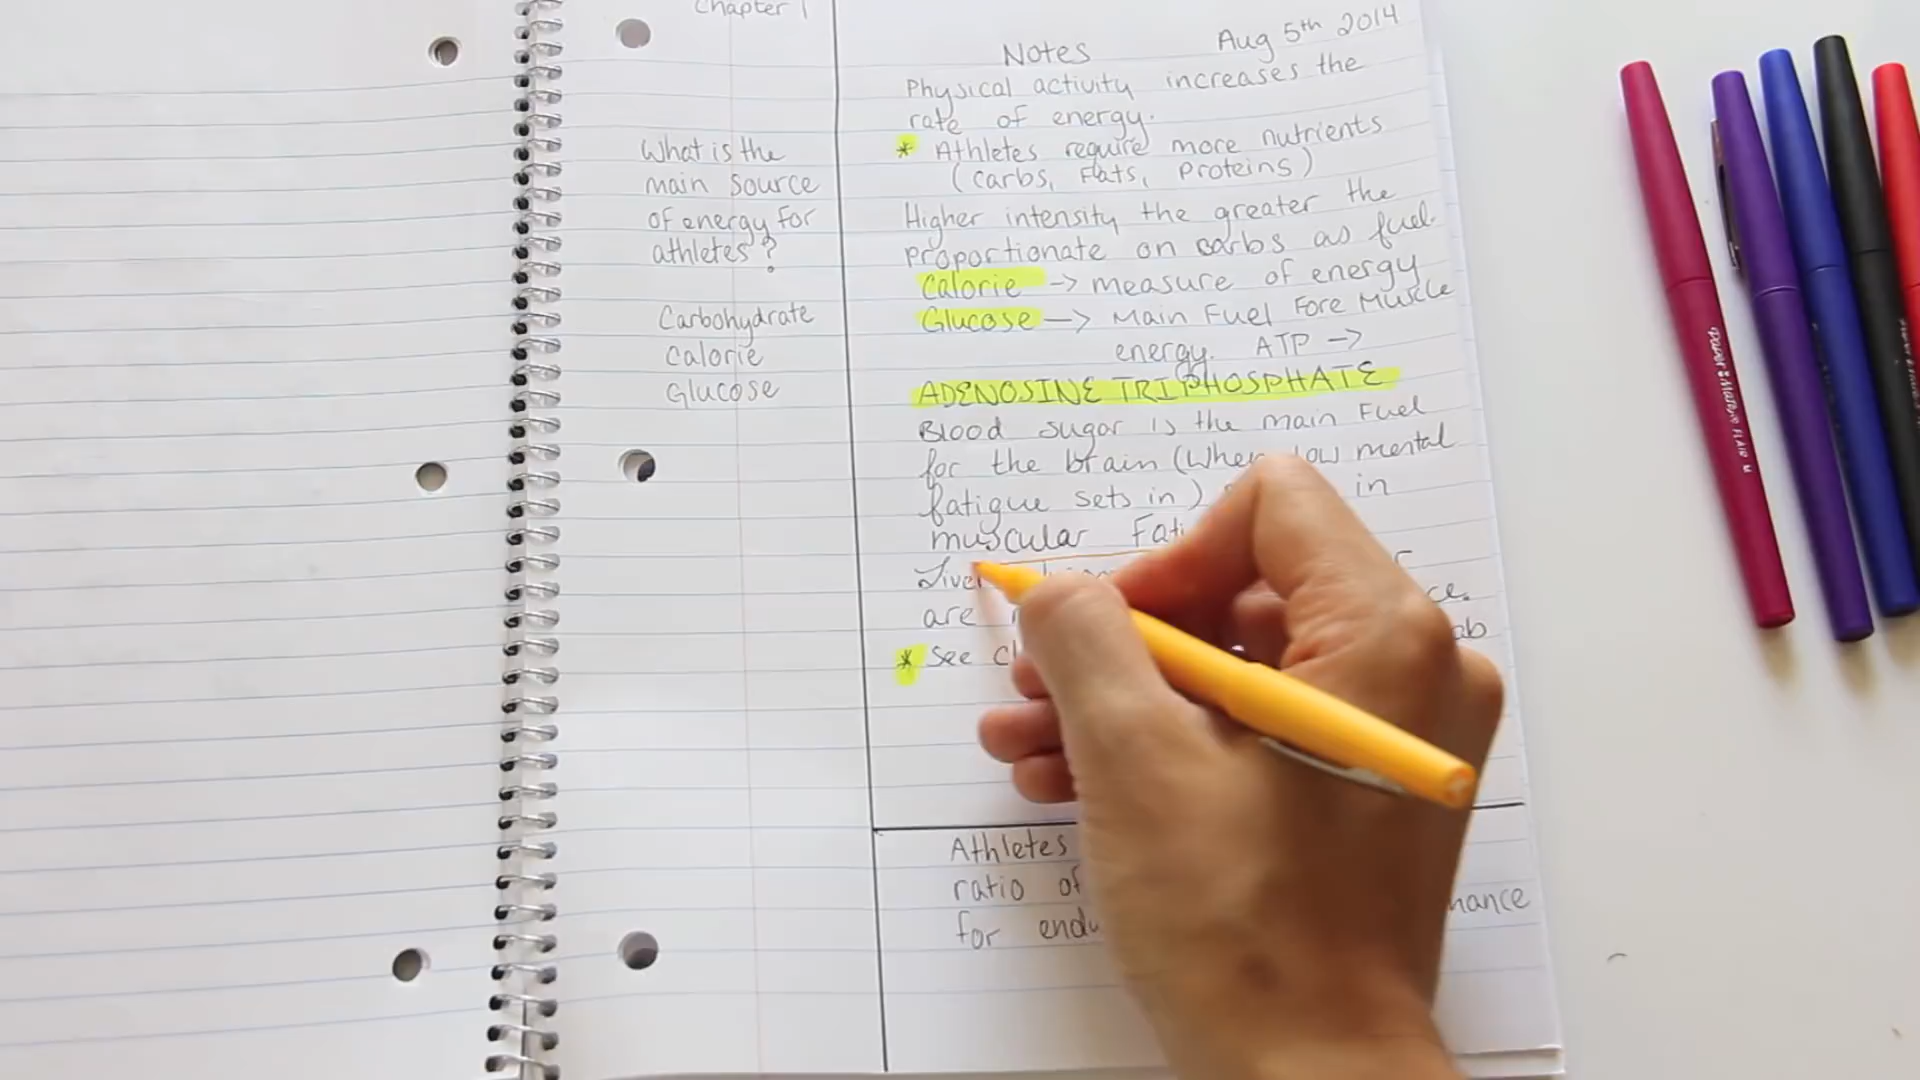 Chapter 1
Notes
Aug 5th 2014
What is the
main source
of energy for
athletes?
Carbohydrate
Calorie
Glucose
Physical activity increases the
rate of energy.
* Athletes require more nutrients
(carbs, Fats, Proteins)
Higher intensity the greater the
proportionate on carbs as fuel.
Calorie -> measure of energy
Glucose -> Main Fuel Fore Muscle
energy. ATP ->
ADENOSINE TRIPHOSPHATE
Blood sugar is the main Fuel
for the brain (When low mental
fatigue sets in) in
muscular
Liver
are
* See
Athletes
ratio of
for
PAPER:MATE FLAIR M